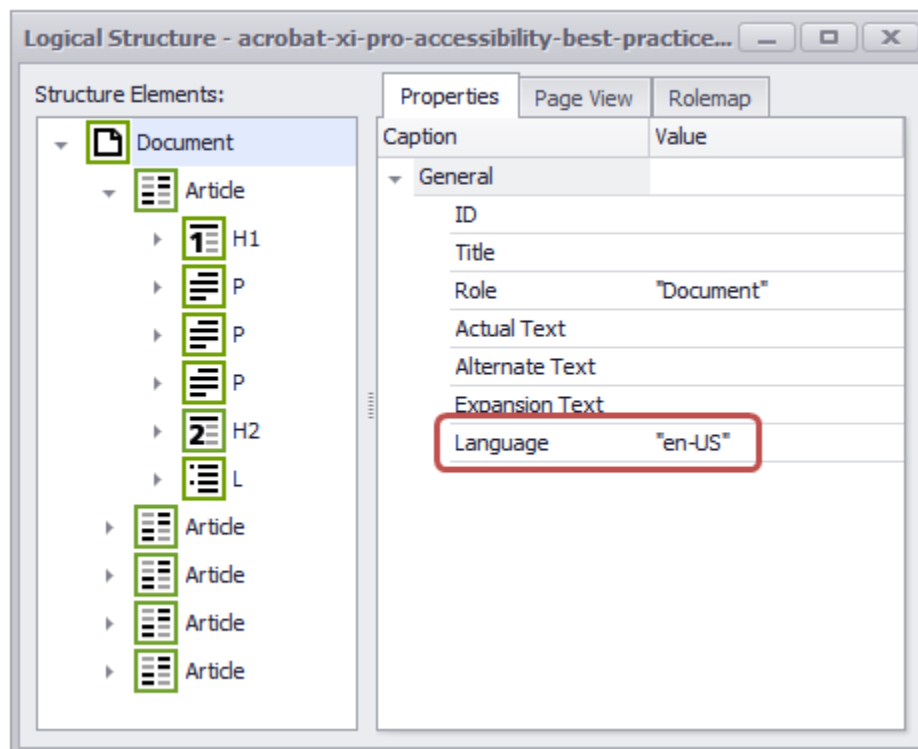 Logical Structure - acrobat-xi-pro-accessibility-best-practice...
Structure Elements:
Document
Article
1 H1
P
P
P
2 H2
L
Article
Article
Article
Article
Properties Page View Rolemap
Caption Value
General
ID
Title
Role "Document"
Actual Text
Alternate Text
Expansion Text
Language "en-US"